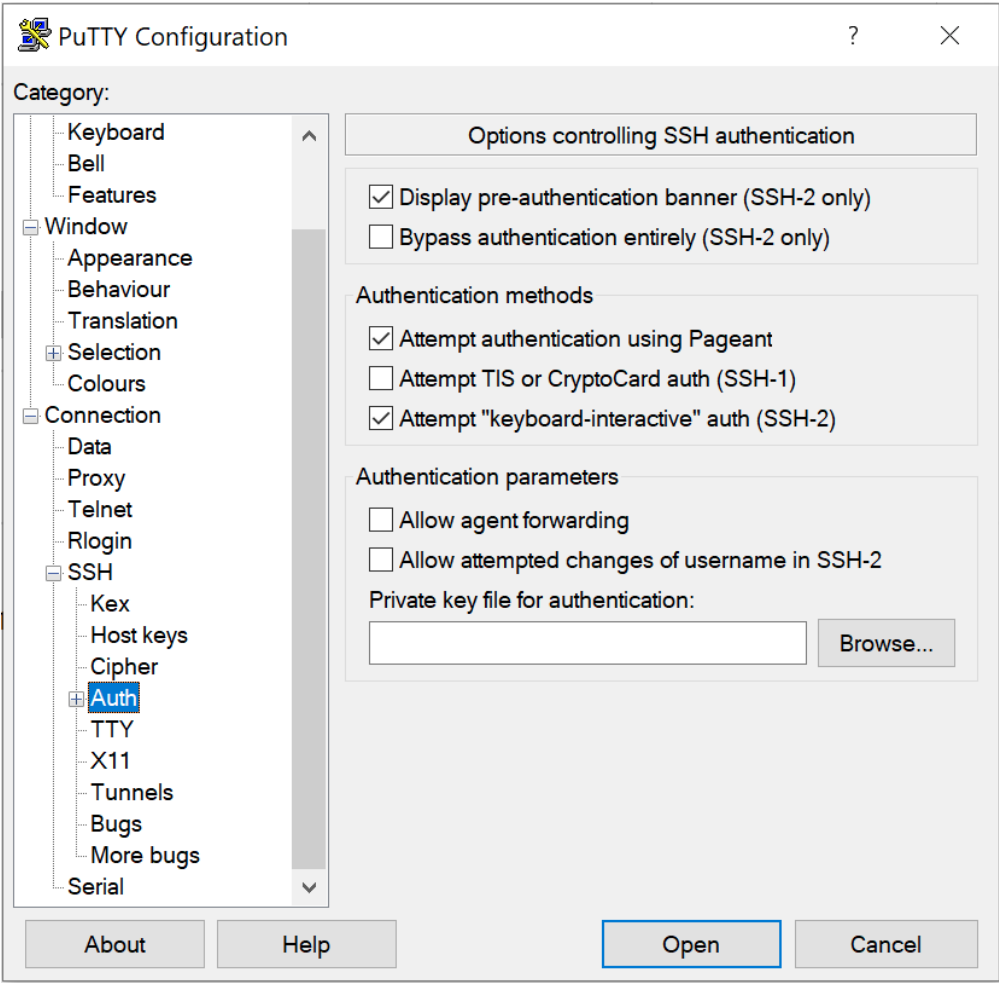 PuTTY Configuration
?
Category:
Keyboard
Bell
Features
Window
Appearance
Behaviour
Translation
Selection
Colours
Connection
Data
Proxy
Telnet
Rlogin
SSH
Kex
Host keys
Cipher
Auth
TTY
X11
Tunnels
Bugs
More bugs
Serial
Options controlling SSH authentication
Display pre-authentication banner (SSH-2 only)
Bypass authentication entirely (SSH-2 only)
Authentication methods
Attempt authentication using Pageant
Attempt TIS or CryptoCard auth (SSH-1)
Attempt "keyboard-interactive" auth (SSH-2)
Authentication parameters
Allow agent forwarding
Allow attempted changes of username in SSH-2
Private key file for authentication:
Browse...
About
Help
Open
Cancel